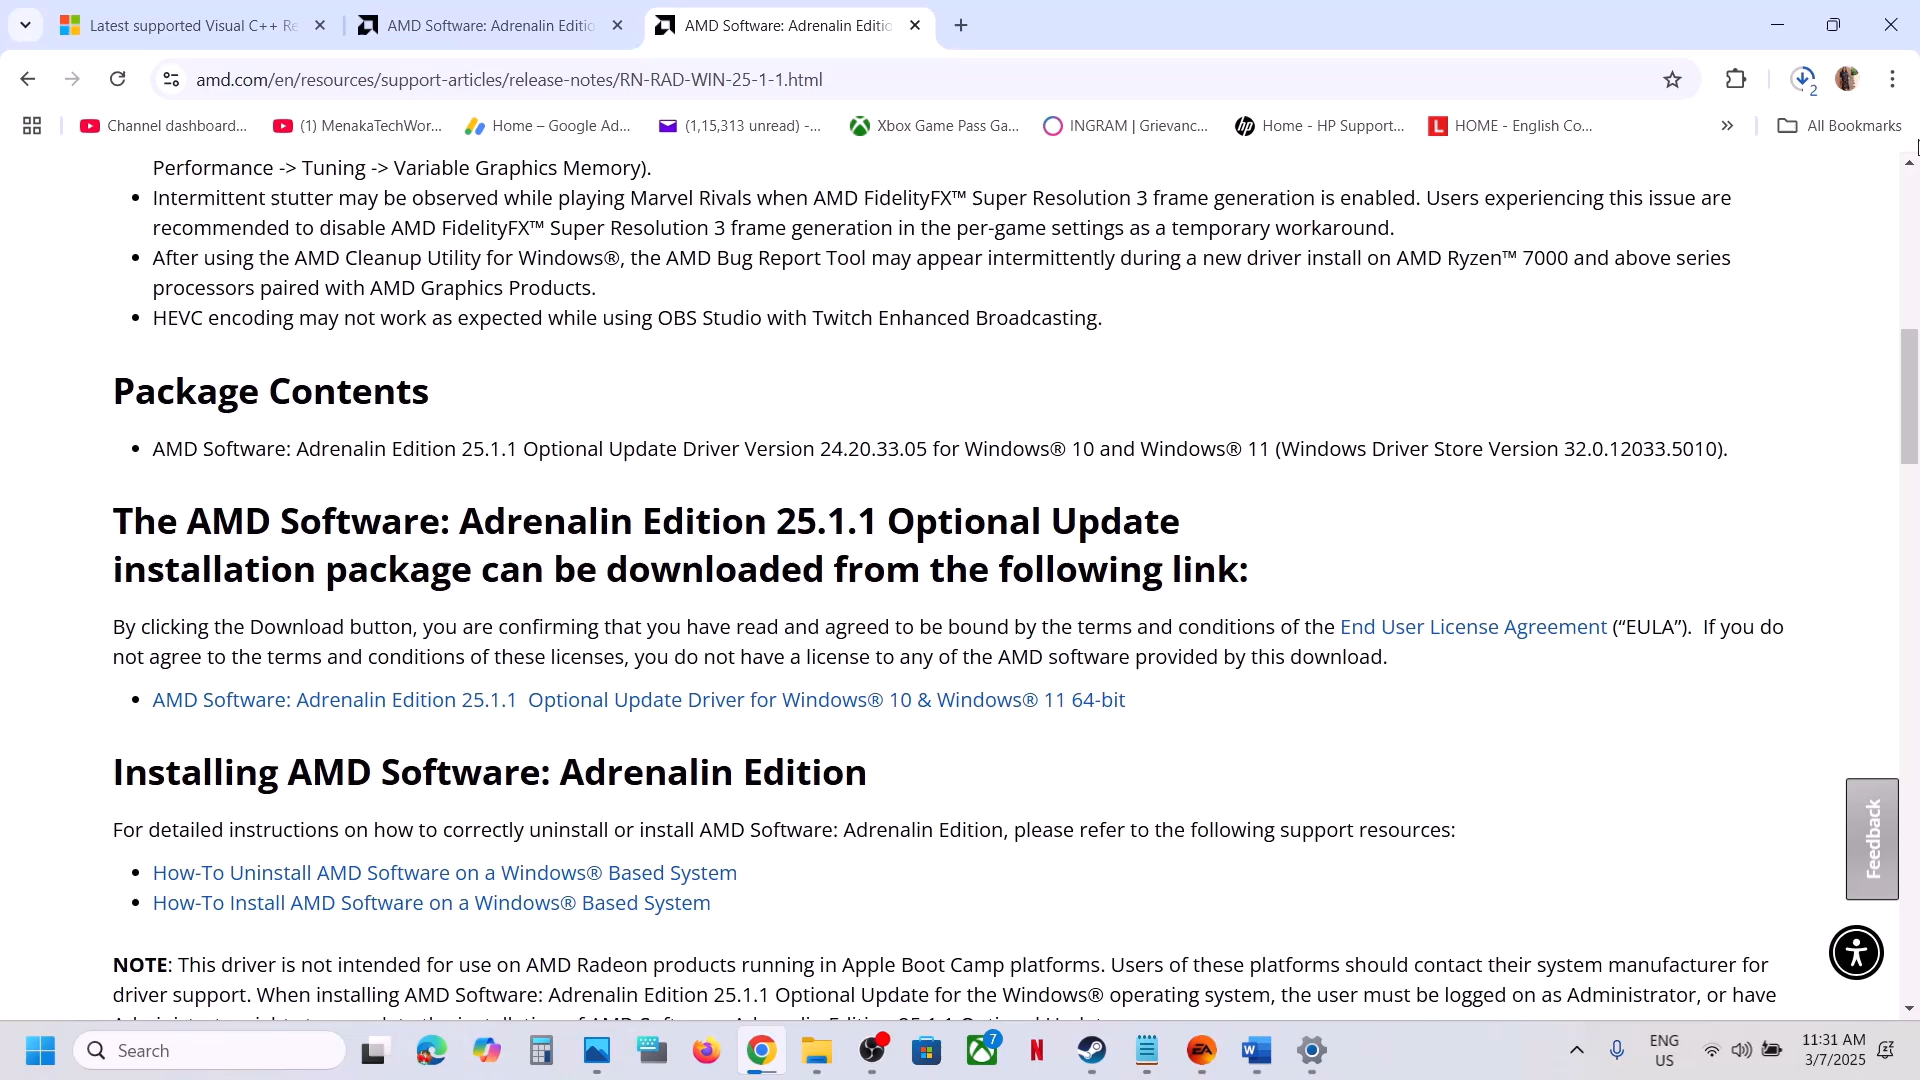 Latest supported Visual C++ Re
AMD Software: Adrenalin Editio
AMD Software: Adrenalin Editio
amd.com/en/resources/support-articles/release-notes/RN-RAD-WIN-25-1-1.html
2
Channel dashboard...
(1) MenakaTechWor...
Home – Google Ad...
(1,15,313 unread) -...
Xbox Game Pass Ga...
INGRAM | Grievanc...
Home - HP Support...
HOME - English Co...
All Bookmarks
Performance -> Tuning -> Variable Graphics Memory).
• Intermittent stutter may be observed while playing Marvel Rivals when AMD FidelityFX™ Super Resolution 3 frame generation is enabled. Users experiencing this issue are
recommended to disable AMD FidelityFX™ Super Resolution 3 frame generation in the per-game settings as a temporary workaround.
• After using the AMD Cleanup Utility for Windows®, the AMD Bug Report Tool may appear intermittently during a new driver install on AMD Ryzen™ 7000 and above series
processors paired with AMD Graphics Products.
• HEVC encoding may not work as expected while using OBS Studio with Twitch Enhanced Broadcasting.
Package Contents
• AMD Software: Adrenalin Edition 25.1.1 Optional Update Driver Version 24.20.33.05 for Windows® 10 and Windows® 11 (Windows Driver Store Version 32.0.12033.5010).
The AMD Software: Adrenalin Edition 25.1.1 Optional Update
installation package can be downloaded from the following link:
By clicking the Download button, you are confirming that you have read and agreed to be bound by the terms and conditions of the End User License Agreement (“EULA”).  If you do
not agree to the terms and conditions of these licenses, you do not have a license to any of the AMD software provided by this download.
• AMD Software: Adrenalin Edition 25.1.1  Optional Update Driver for Windows® 10 & Windows® 11 64-bit
Installing AMD Software: Adrenalin Edition
For detailed instructions on how to correctly uninstall or install AMD Software: Adrenalin Edition, please refer to the following support resources:
• How-To Uninstall AMD Software on a Windows® Based System
• How-To Install AMD Software on a Windows® Based System
Feedback
NOTE: This driver is not intended for use on AMD Radeon products running in Apple Boot Camp platforms. Users of these platforms should contact their system manufacturer for
driver support. When installing AMD Software: Adrenalin Edition 25.1.1 Optional Update for the Windows® operating system, the user must be logged on as Administrator, or have
Search
7
ENG
US
11:31 AM
3/7/2025